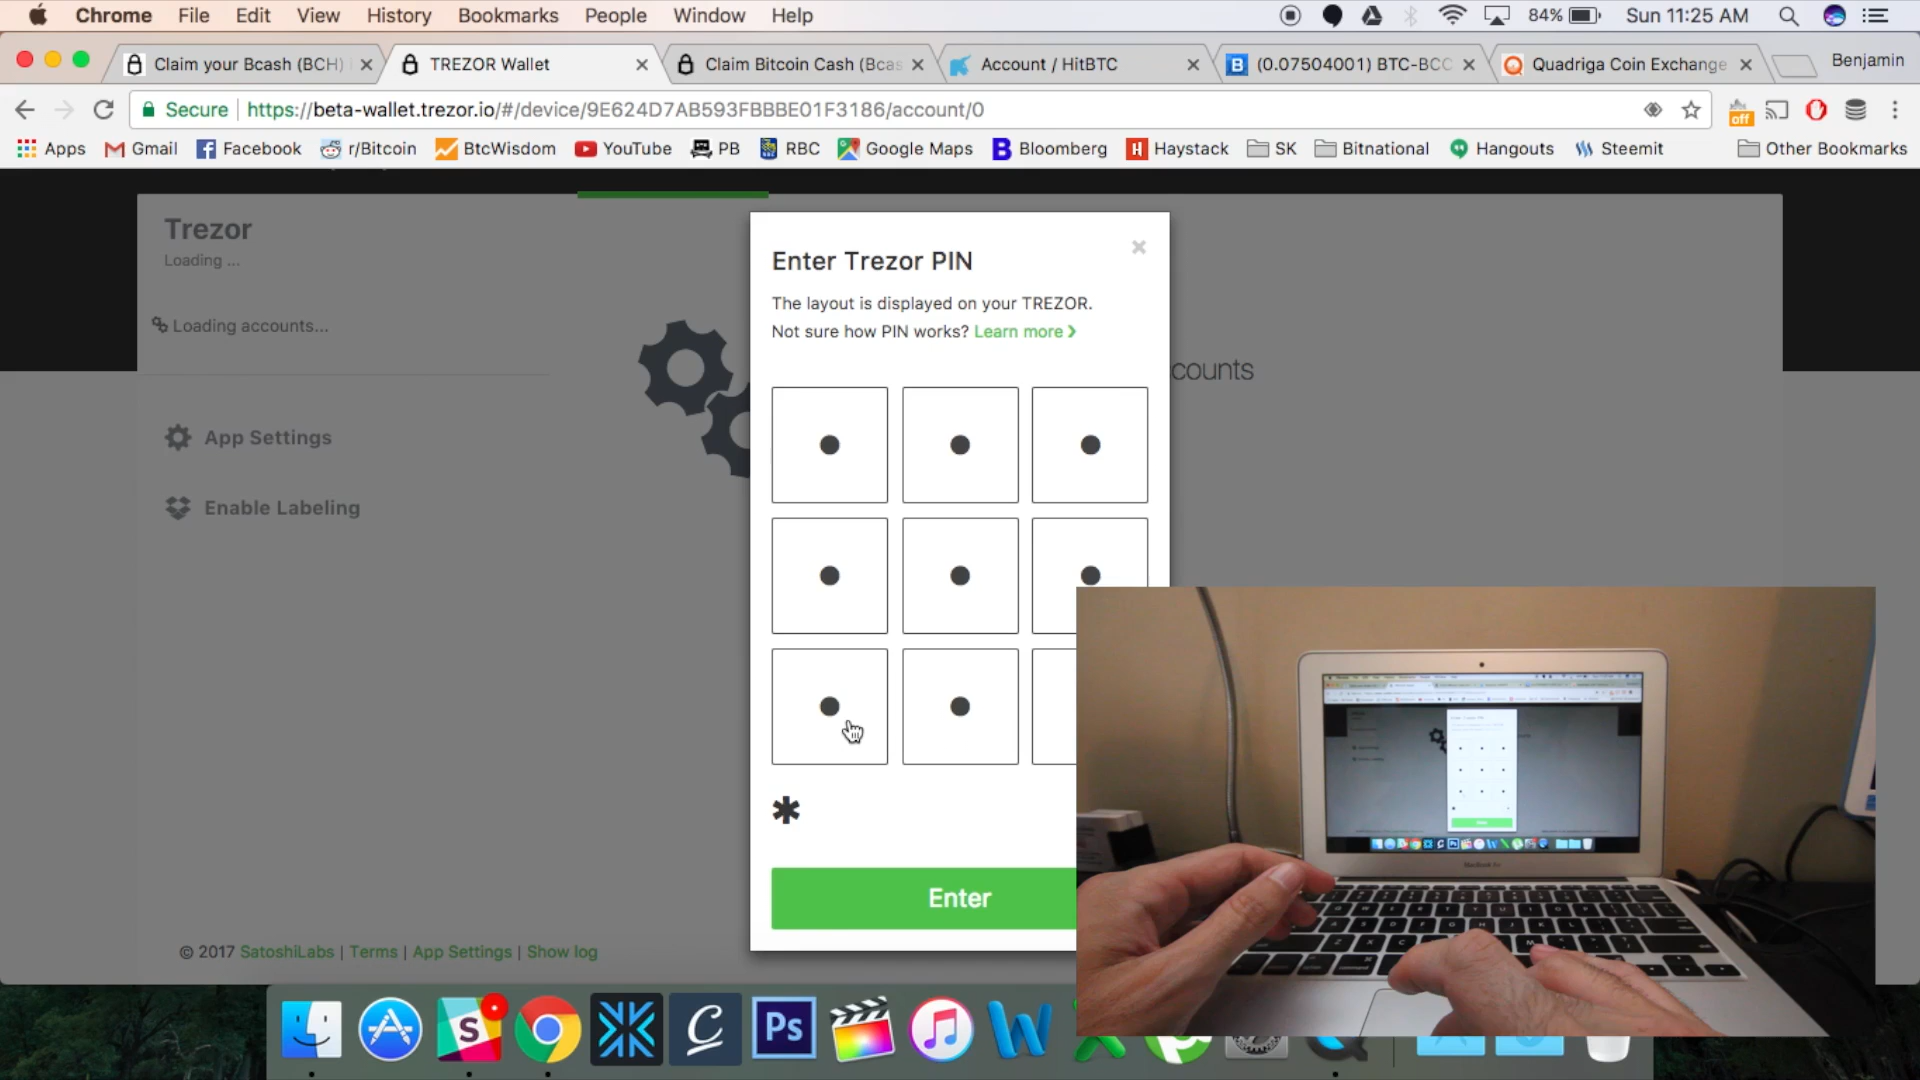 Chrome File Edit View History Bookmarks People Window Help 84% Sun 11:25 AM
Claim your Bcash (BCH) TREZOR Wallet Claim Bitcoin Cash (Bcas Account / HitBTC (0.07504001) BTC-BCC Quadriga Coin Exchange Benjamin
Secure https://beta-wallet.trezor.io/#/device/9E624D7AB593FBBBE01F3186/account/0 off
Apps Gmail Facebook r/Bitcoin BtcWisdom YouTube PB RBC Google Maps Bloomberg Haystack SK Bitnational Hangouts Steemit Other Bookmarks
Trezor
Loading ...
Loading accounts...
App Settings
Enable Labeling
counts
Enter Trezor PIN
The layout is displayed on your TREZOR.
Not sure how PIN works? Learn more
*
Enter
© 2017 SatoshiLabs | Terms | App Settings | Show log
S C Ps W